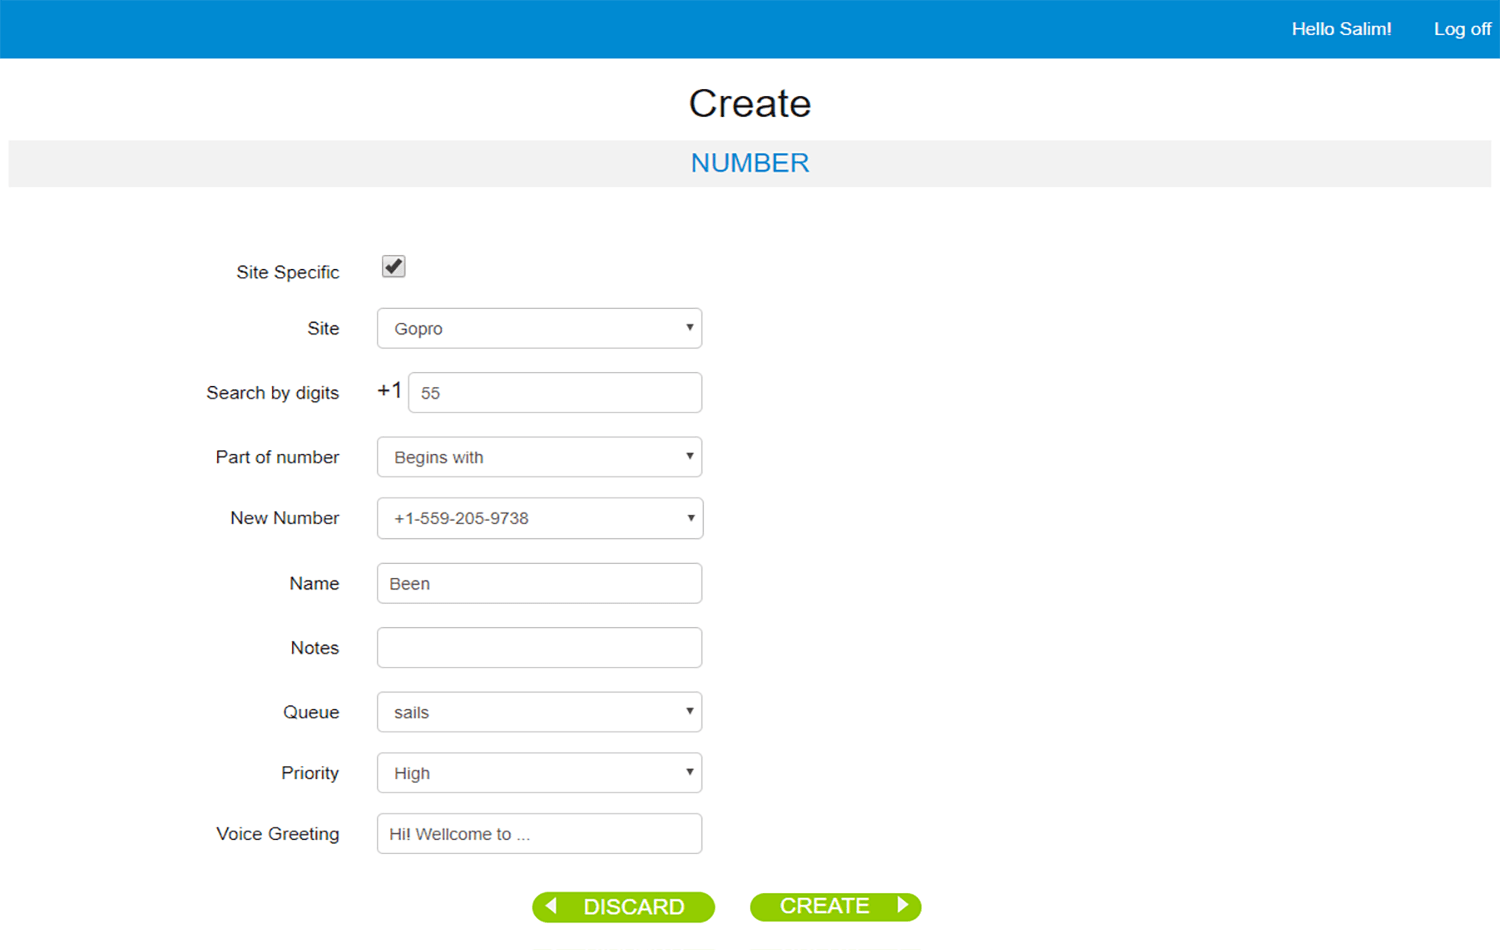 Hello Salim! Log off
Create
NUMBER
Site Specific
Site Gopro
Search by digits +1 55
Part of number Begins with
New Number +1-559-205-9738
Name Been
Notes
Queue sails
Priority High
Voice Greeting Hi! Wellcome to ...
DISCARD CREATE